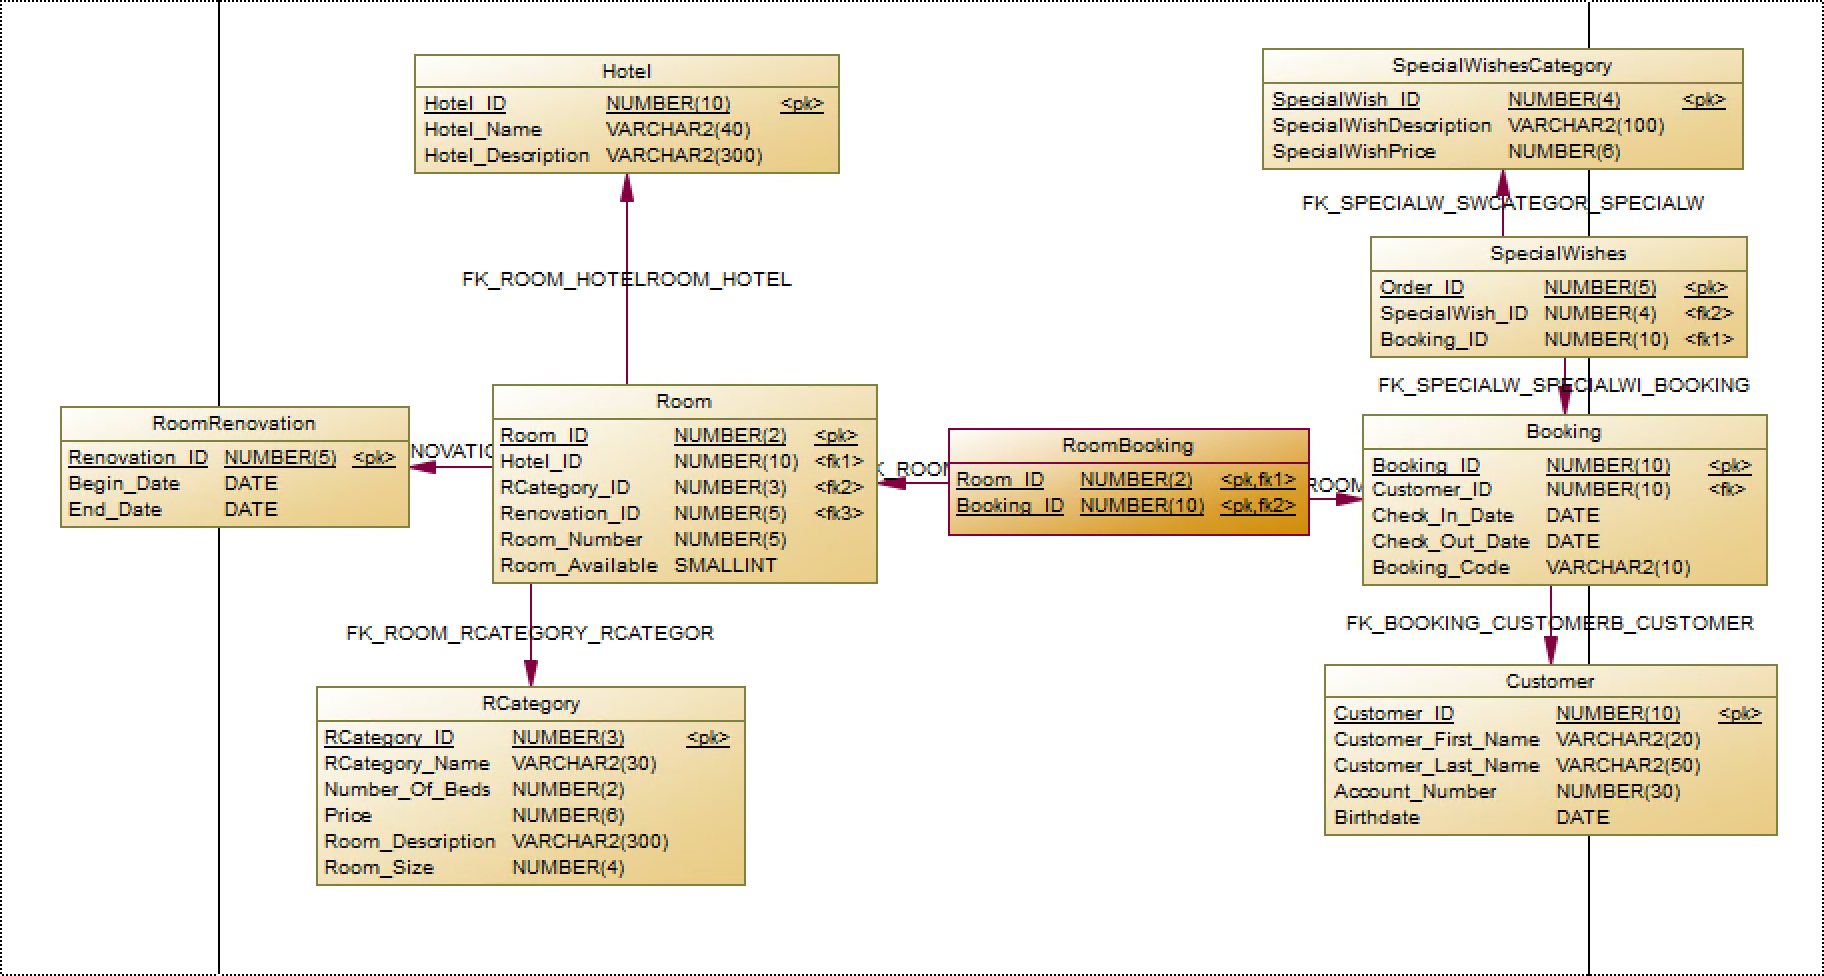 Hotel
Hotel_ID NUMBER(10) <pk>
Hotel_Name VARCHAR2(40)
Hotel_Description VARCHAR2(300)
SpecialWishesCategory
SpecialWish_ID NUMBER(4) <pk>
SpecialWishDescription VARCHAR2(100)
SpecialWishPrice NUMBER(6)
FK_SPECIALW_SWCATEGOR_SPECIALW
SpecialWishes
Order_ID NUMBER(5) <pk>
SpecialWish_ID NUMBER(4) <fk2>
Booking_ID NUMBER(10) <fk1>
FK_ROOM_HOTELROOM_HOTEL
FK_SPECIALW_SPECIALWI_BOOKING
RoomRenovation
Renovation_ID NUMBER(5) <pk>
Begin_Date DATE
End_Date DATE
NOVATIO
Room
Room_ID NUMBER(2) <pk>
Hotel_ID NUMBER(10) <fk1>
RCategory_ID NUMBER(3) <fk2>
Renovation_ID NUMBER(5) <fk3>
Room_Number NUMBER(5)
Room_Available SMALLINT
K_ROOM
RoomBooking
Room_ID NUMBER(2) <pk,fk1>
Booking_ID NUMBER(10) <pk,fk2>
ROOM
Booking
Booking_ID NUMBER(10) <pk>
Customer_ID NUMBER(10) <fk>
Check_In_Date DATE
Check_Out_Date DATE
Booking_Code VARCHAR2(10)
FK_ROOM_RCATEGORY_RCATEGOR
FK_BOOKING_CUSTOMERB_CUSTOMER
RCategory
RCategory_ID NUMBER(3) <pk>
RCategory_Name VARCHAR2(30)
Number_Of_Beds NUMBER(2)
Price NUMBER(6)
Room_Description VARCHAR2(300)
Room_Size NUMBER(4)
Customer
Customer_ID NUMBER(10) <pk>
Customer_First_Name VARCHAR2(20)
Customer_Last_Name VARCHAR2(50)
Account_Number NUMBER(30)
Birthdate DATE